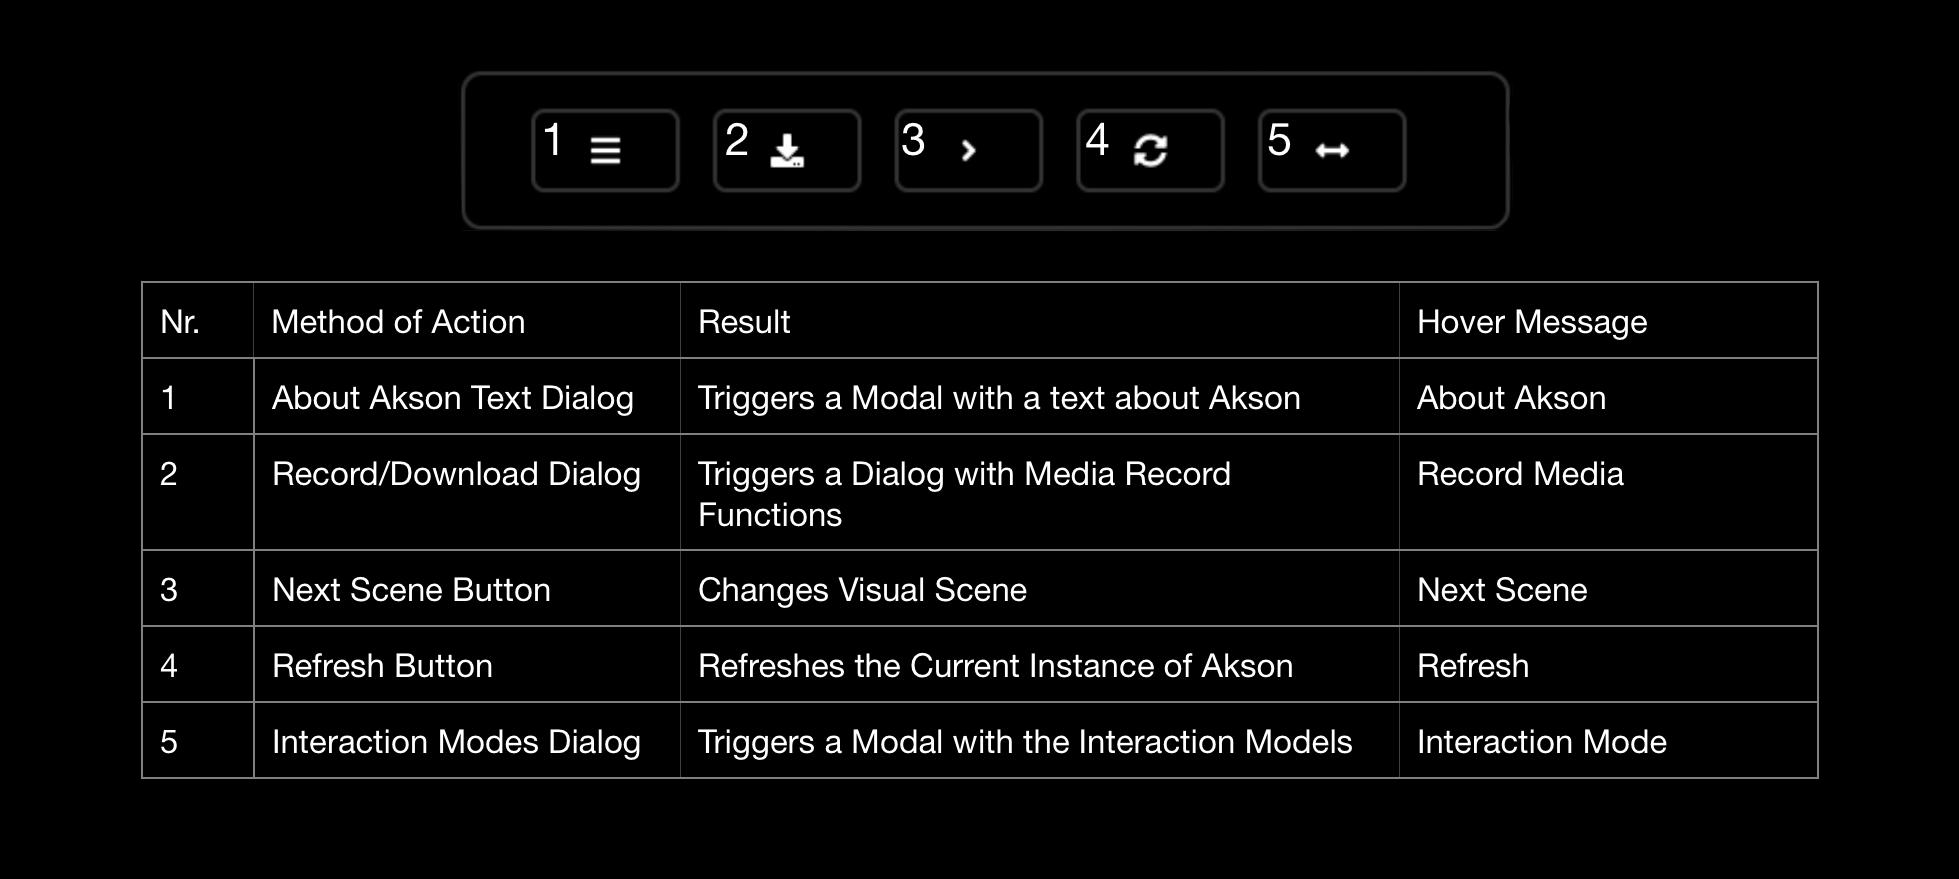 1 2 3 4 5
Nr. Method of Action Result Hover Message
1 About Akson Text Dialog Triggers a Modal with a text about Akson About Akson
2 Record/Download Dialog Triggers a Dialog with Media Record Record Media
Functions
3 Next Scene Button Changes Visual Scene Next Scene
4 Refresh Button Refreshes the Current Instance of Akson Refresh
5 Interaction Modes Dialog Triggers a Modal with the Interaction Models Interaction Mode